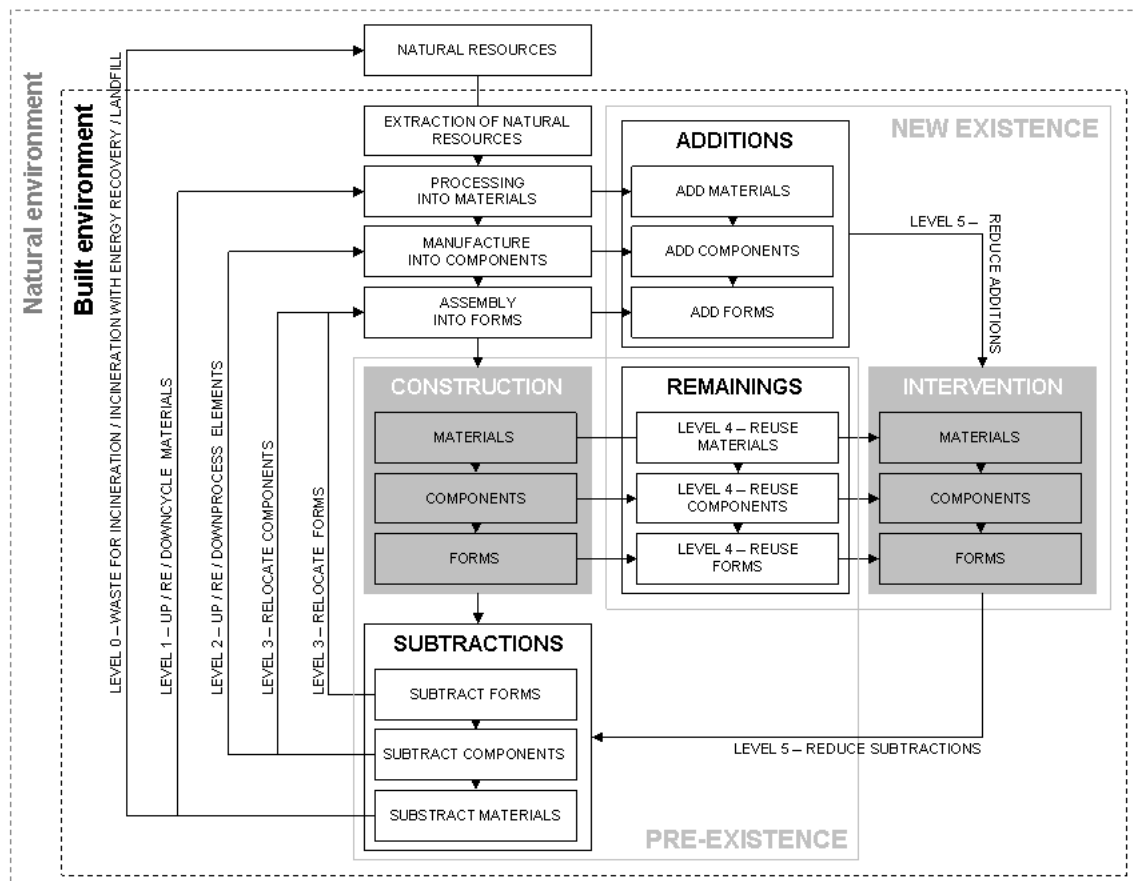 Natural environment
Built environment
NATURAL RESOURCES
EXTRACTION OF NATURAL
RESOURCES
PROCESSING
INTO MATERIALS
MANUFACTURE
INTO COMPONENTS
ASSEMBLY
INTO FORMS
NEW EXISTENCE
ADDITIONS
ADD MATERIALS
ADD COMPONENTS
ADD FORMS
LEVEL 5 –
REDUCE ADDITIONS
LEVEL 0 – WASTE FOR INCINERATION / INCINERATION WITH ENERGY RECOVERY / LANDFILL
LEVEL 1 – UP / RE / DOWNCYCLE MATERIALS
LEVEL 2 – UP / RE / DOWNPROCESS ELEMENTS
LEVEL 3 – RELOCATE COMPONENTS
LEVEL 3 – RELOCATE FORMS
CONSTRUCTION
MATERIALS
COMPONENTS
FORMS
REMAININGS
LEVEL 4 – REUSE
MATERIALS
LEVEL 4 – REUSE
COMPONENTS
LEVEL 4 – REUSE
FORMS
INTERVENTION
MATERIALS
COMPONENTS
FORMS
SUBTRACTIONS
SUBTRACT FORMS
SUBTRACT COMPONENTS
SUBSTRACT MATERIALS
LEVEL 5 – REDUCE SUBTRACTIONS
PRE-EXISTENCE